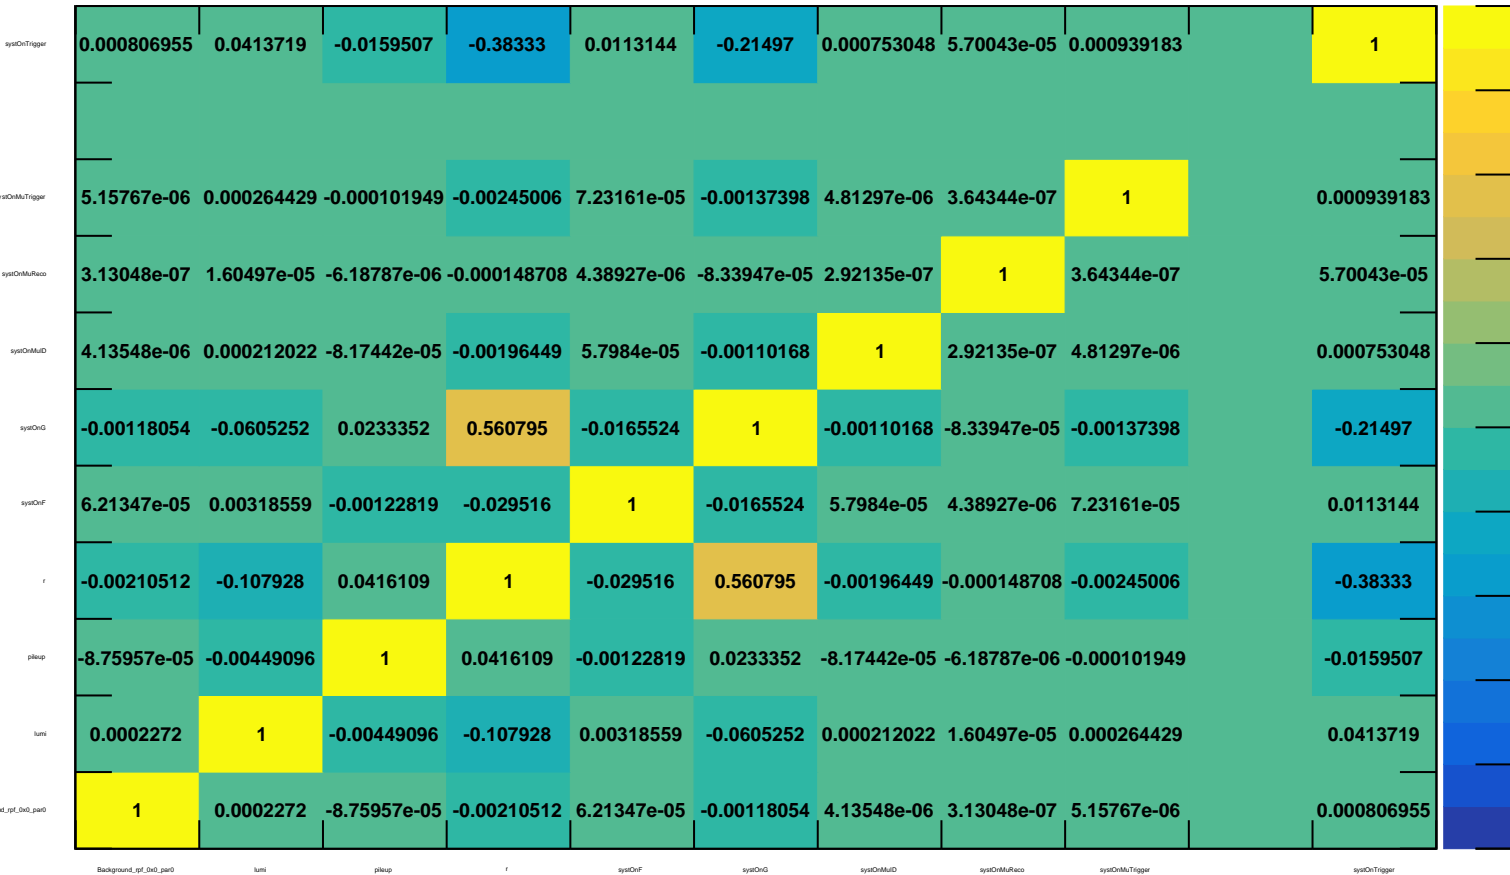 systOnTrigger 0.000806955 0.0413719 -0.0159507 -0.38333 0.0113144 -0.21497 0.000753048 5.70043e-05 0.000939183 1
rstOnMuTrigger 5.15767e-06 0.000264429 -0.000101949 -0.00245006 7.23161e-05 -0.00137398 4.81297e-06 3.64344e-07 1 0.000939183
systOnMuReco 3.13048e-07 1.60497e-05 -6.18787e-06 -0.000148708 4.38927e-06 -8.33947e-05 2.92135e-07 1 3.64344e-07 5.70043e-05
systOnMuID 4.13548e-06 0.000212022 -8.17442e-05 -0.00196449 5.7984e-05 -0.00110168 1 2.92135e-07 4.81297e-06 0.000753048
systOnG -0.00118054 -0.0605252 0.0233352 0.560795 -0.0165524 1 -0.00110168 -8.33947e-05 -0.00137398 -0.21497
systOnF 6.21347e-05 0.00318559 -0.00122819 -0.029516 1 -0.0165524 5.7984e-05 4.38927e-06 7.23161e-05 0.0113144
r -0.00210512 -0.107928 0.0416109 1 -0.029516 0.560795 -0.00196449 -0.000148708 -0.00245006 -0.38333
pileup -8.75957e-05 -0.00449096 1 0.0416109 -0.00122819 0.0233352 -8.17442e-05 -6.18787e-06 -0.000101949 -0.0159507
lumi 0.0002272 1 -0.00449096 -0.107928 0.00318559 -0.0605252 0.000212022 1.60497e-05 0.000264429 0.0413719
nd_rpf_0x0_par0 1 0.0002272 -8.75957e-05 -0.00210512 6.21347e-05 -0.00118054 4.13548e-06 3.13048e-07 5.15767e-06 0.000806955
Background_rpf_0x0_par0 lumi pileup r systOnF systOnG systOnMuID systOnMuReco systOnMuTrigger systOnTrigger